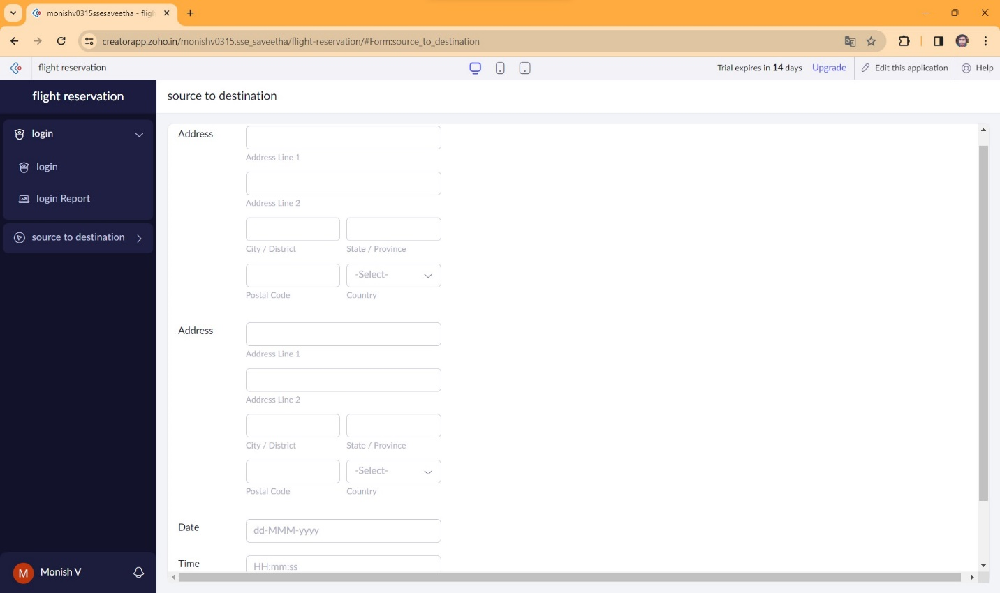 monishv0315ssesaveetha - fligh
creatorapp.zoho.in/monishv0315.sse_saveetha/flight-reservation/#Form:source_to_destination
flight reservation
Trial expires in 14 days Upgrade
Edit this application
Help
flight reservation
source to destination
login
login
login Report
source to destination
Address
Address Line 1
Address Line 2
City / District
State / Province
-Select-
Postal Code
Country
Address
Address Line 1
Address Line 2
City / District
State / Province
-Select-
Postal Code
Country
Date
dd-MMM-yyyy
Time
HH:mm:ss
M
Monish V